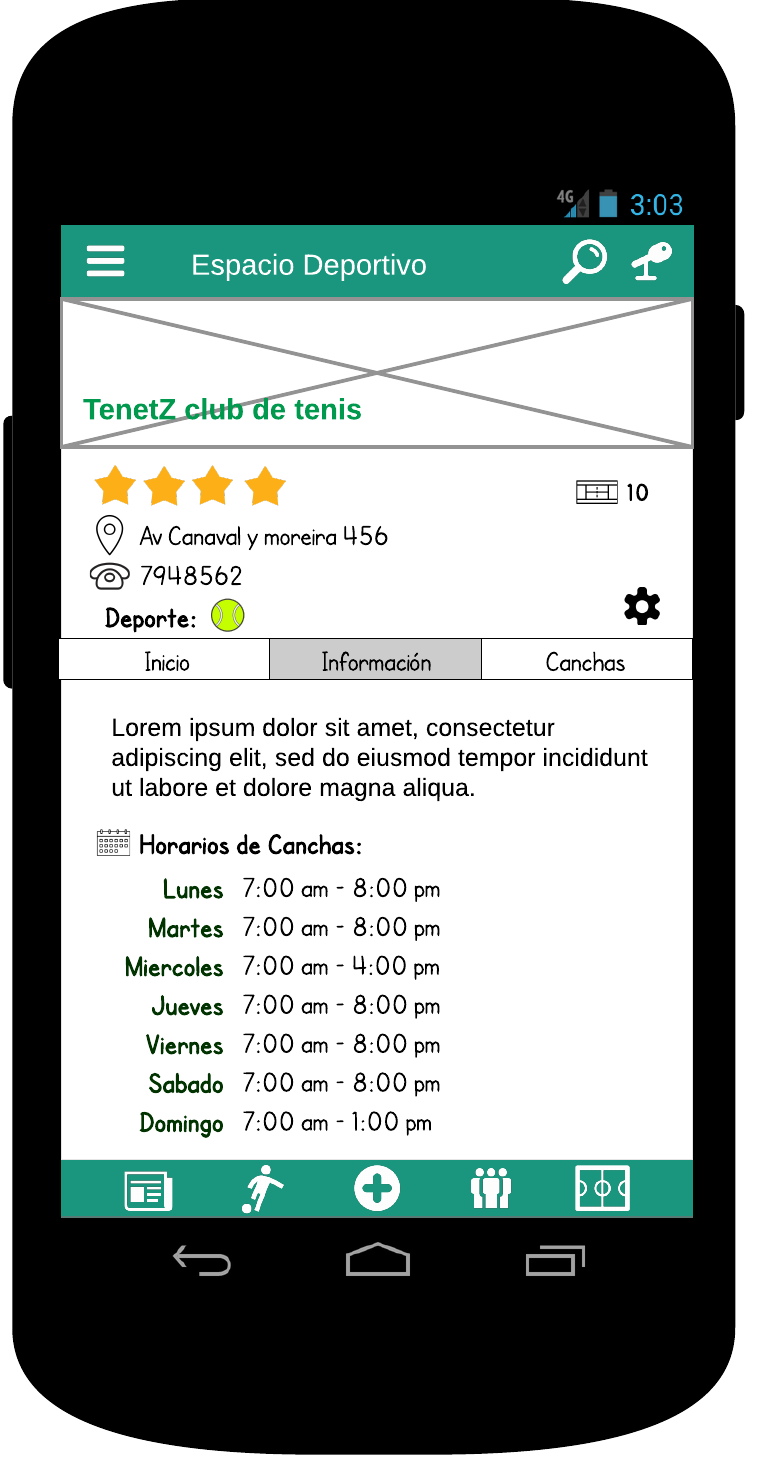 4G 3:03
Espacio Deportivo
TenetZ club de tenis
10
Av Canaval y moreira 456
7948562
Deporte:
Inicio Información Canchas
Lorem ipsum dolor sit amet, consectetur
adipiscing elit, sed do eiusmod tempor incididunt
ut labore et dolore magna aliqua.
Horarios de Canchas:
Lunes 7:00 am - 8:00 pm
Martes 7:00 am - 8:00 pm
Miercoles 7:00 am - 4:00 pm
Jueves 7:00 am - 8:00 pm
Viernes 7:00 am - 8:00 pm
Sabado 7:00 am - 8:00 pm
Domingo 7:00 am - 1:00 pm